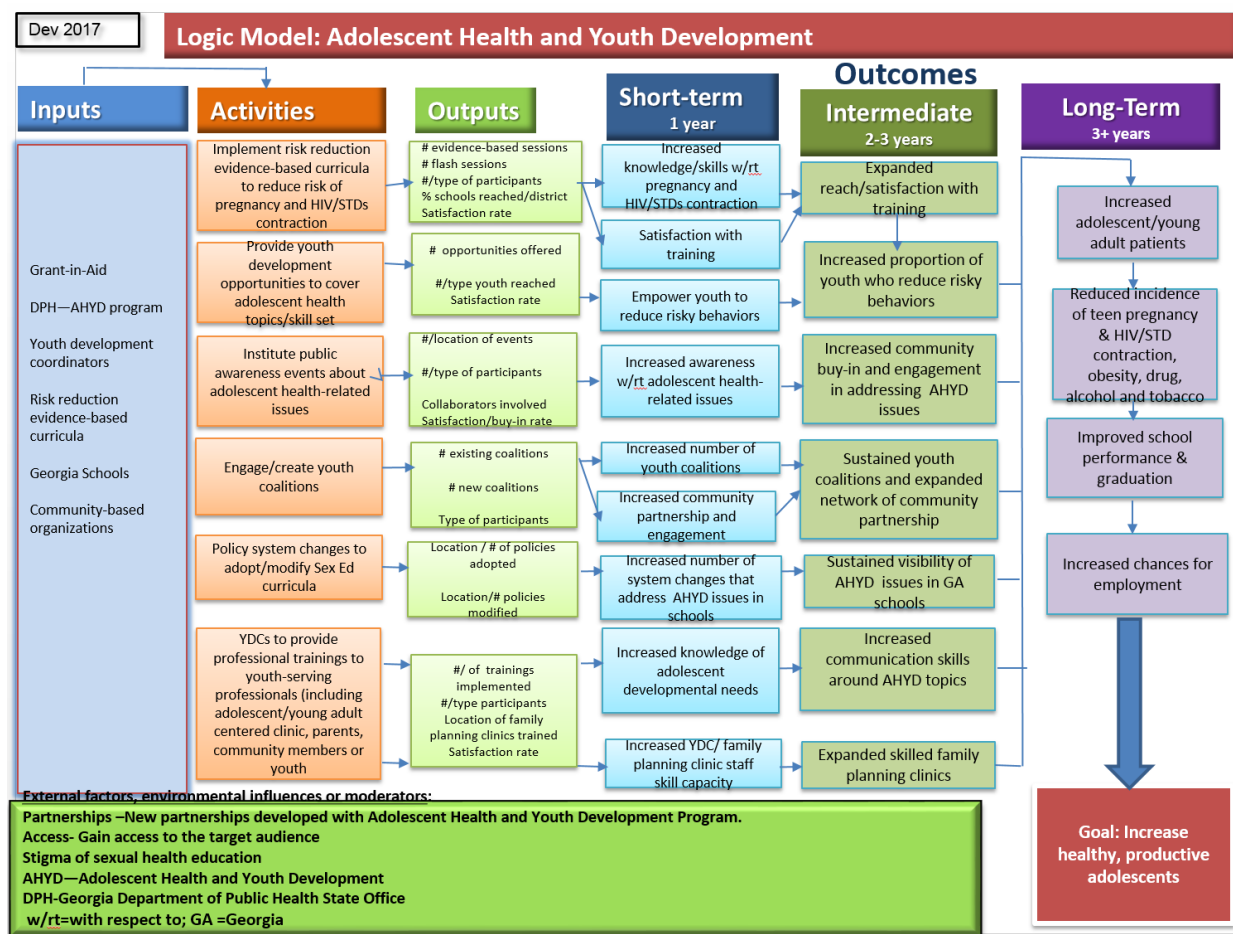 Dev 2017
Logic Model: Adolescent Health and Youth Development
Outcomes
Inputs
Activities
Outputs
Short-term
1 year
Intermediate
2-3 years
Long-Term
3+ years
Grant-in-Aid
DPH—AHYD program
Youth development
coordinators
Risk reduction
evidence-based
curricula
Georgia Schools
Community-based
organizations
Implement risk reduction
evidence-based curricula
to reduce risk of
pregnancy and HIV/STDs
contraction
Provide youth
development
opportunities to cover
adolescent health
topics/skill set
Institute public
awareness events about
adolescent health-related
issues
Engage/create youth
coalitions
Policy system changes to
adopt/modify Sex Ed
curricula
YDCs to provide
professional trainings to
youth-serving
professionals (including
adolescent/young adult
centered clinic, parents,
community members or
youth
# evidence-based sessions
# flash sessions
#/type of participants
% schools reached/district
Satisfaction rate
# opportunities offered
#/type youth reached
Satisfaction rate
#/location of events
#/type of participants
Collaborators involved
Satisfaction/buy-in rate
# existing coalitions
# new coalitions
Type of participants
Location / # of policies
adopted
Location/# policies
modified
#/ of trainings
implemented
#/type participants
Location of family
planning clinics trained
Satisfaction rate
Increased
knowledge/skills w/rt
pregnancy and
HIV/STDs contraction
Satisfaction with
training
Empower youth to
reduce risky behaviors
Increased awareness
w/rt adolescent health-
related issues
Increased number of
youth coalitions
Increased community
partnership and
engagement
Increased number of
system changes that
address AHYD issues in
schools
Increased knowledge of
adolescent
developmental needs
Increased YDC/ family
planning clinic staff
skill capacity
Expanded
reach/satisfaction with
training
Increased proportion of
youth who reduce risky
behaviors
Increased community
buy-in and engagement
in addressing AHYD
issues
Sustained youth
coalitions and expanded
network of community
partnership
Sustained visibility of
AHYD issues in GA
schools
Increased
communication skills
around AHYD topics
Expanded skilled family
planning clinics
Increased
adolescent/young
adult patients
Reduced incidence
of teen pregnancy
& HIV/STD
contraction,
obesity, drug,
alcohol and tobacco
Improved school
performance &
graduation
Increased chances for
employment
Goal: Increase
healthy, productive
adolescents
External factors, environmental influences or moderators:
Partnerships –New partnerships developed with Adolescent Health and Youth Development Program.
Access- Gain access to the target audience
Stigma of sexual health education
AHYD—Adolescent Health and Youth Development
DPH-Georgia Department of Public Health State Office
w/rt=with respect to; GA =Georgia